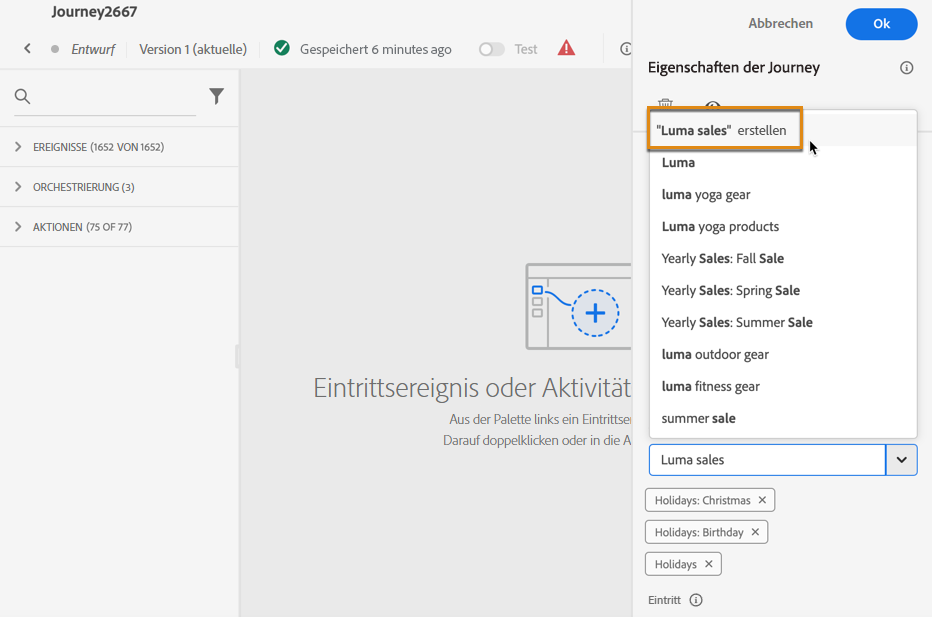 Journey2667
Entwurf
Version 1 (aktuelle)
Gespeichert 6 minutes ago
Test
EREIGNISSE (1652 VON 1652)
ORCHESTRIERUNG (3)
AKTIONEN (75 OF 77)
Eintrittsereignis oder Aktivität
Aus der Palette links ein Eintrittser
Darauf doppelklicken oder in die A
Abbrechen
Ok
Eigenschaften der Journey
"Luma sales" erstellen
Luma
luma yoga gear
Luma yoga products
Yearly Sales: Fall Sale
Yearly Sales: Spring Sale
Yearly Sales: Summer Sale
luma outdoor gear
luma fitness gear
summer sale
Luma sales
Holidays: Christmas
Holidays: Birthday
Holidays
Eintritt